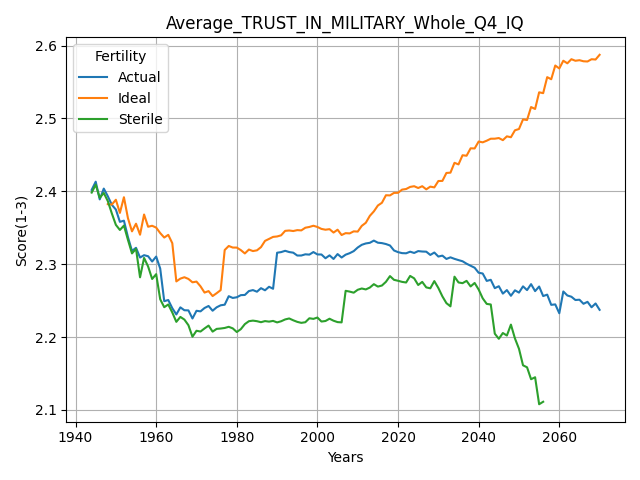 Average_TRUST_IN_MILITARY_Whole_Q4_IQ
Fertility
Actual
Ideal
Sterile
Score(1-3)
2.6
2.5
2.4
2.3
2.2
2.1
1940 1960 1980 2000 2020 2040 2060
Years